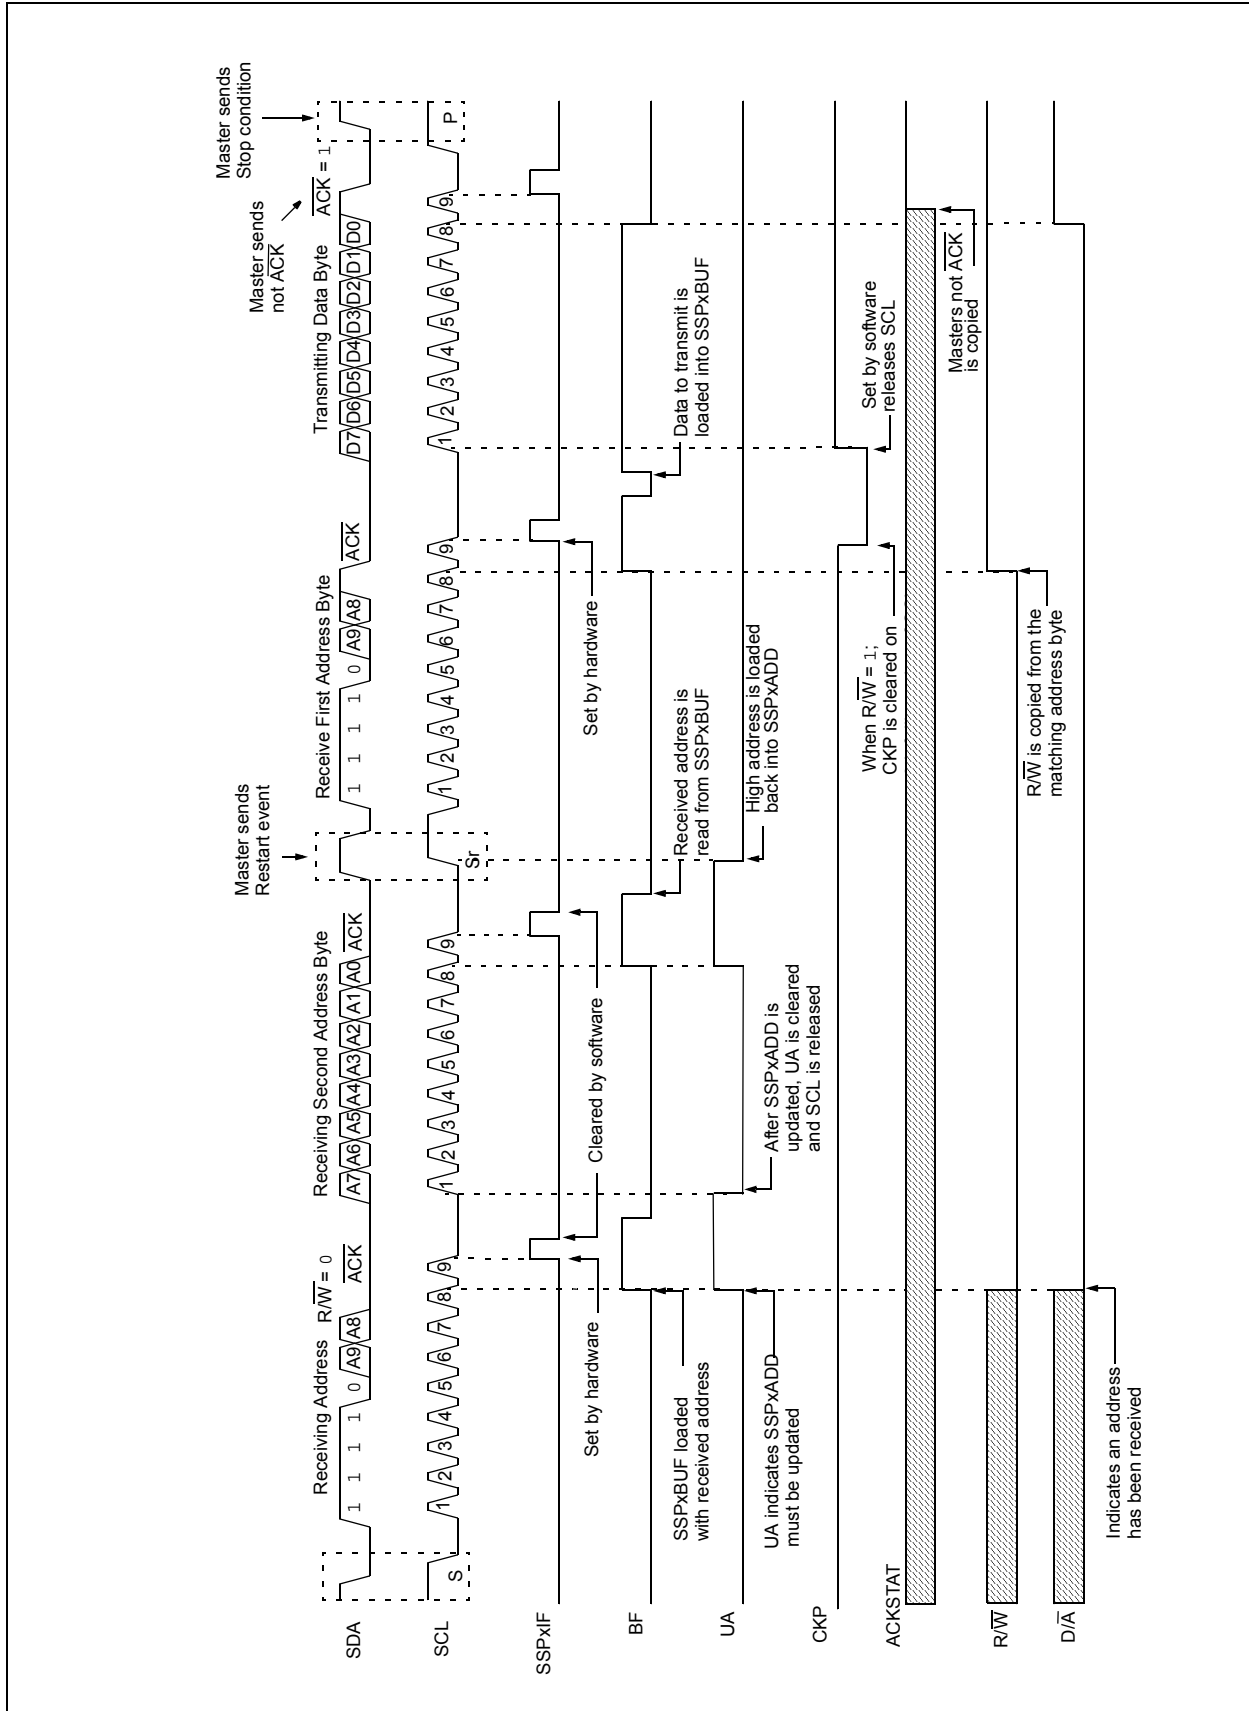 Master sends
Stop condition
Master sends
not ACK
Master sends
Restart event
Receiving Address R/W = 0
Receiving Second Address Byte
Receive First Address Byte
Transmitting Data Byte
ACK = 1
SDA
1 1 1 1 0 A9 A8 ACK
A7 A6 A5 A4 A3 A2 A1 A0 ACK
1 1 1 1 0 A9 A8 ACK
D7 D6 D5 D4 D3 D2 D1 D0
SCL
S
1 2 3 4 5 6 7 8 9
1 2 3 4 5 6 7 8 9
Sr
1 2 3 4 5 6 7 8 9
1 2 3 4 5 6 7 8 9
P
SSPxIF
Set by hardware
Cleared by software
Set by hardware
BF
SSPxBUF loaded
with received address
Received address is
read from SSPxBUF
Data to transmit is
loaded into SSPxBUF
UA
UA indicates SSPxADD
must be updated
After SSPxADD is
updated, UA is cleared
and SCL is released
High address is loaded
back into SSPxADD
CKP
When R/W = 1;
CKP is cleared on
Set by software
releases SCL
ACKSTAT
Masters not ACK
is copied
R/W
R/W is copied from the
matching address byte
D/A
Indicates an address
has been received